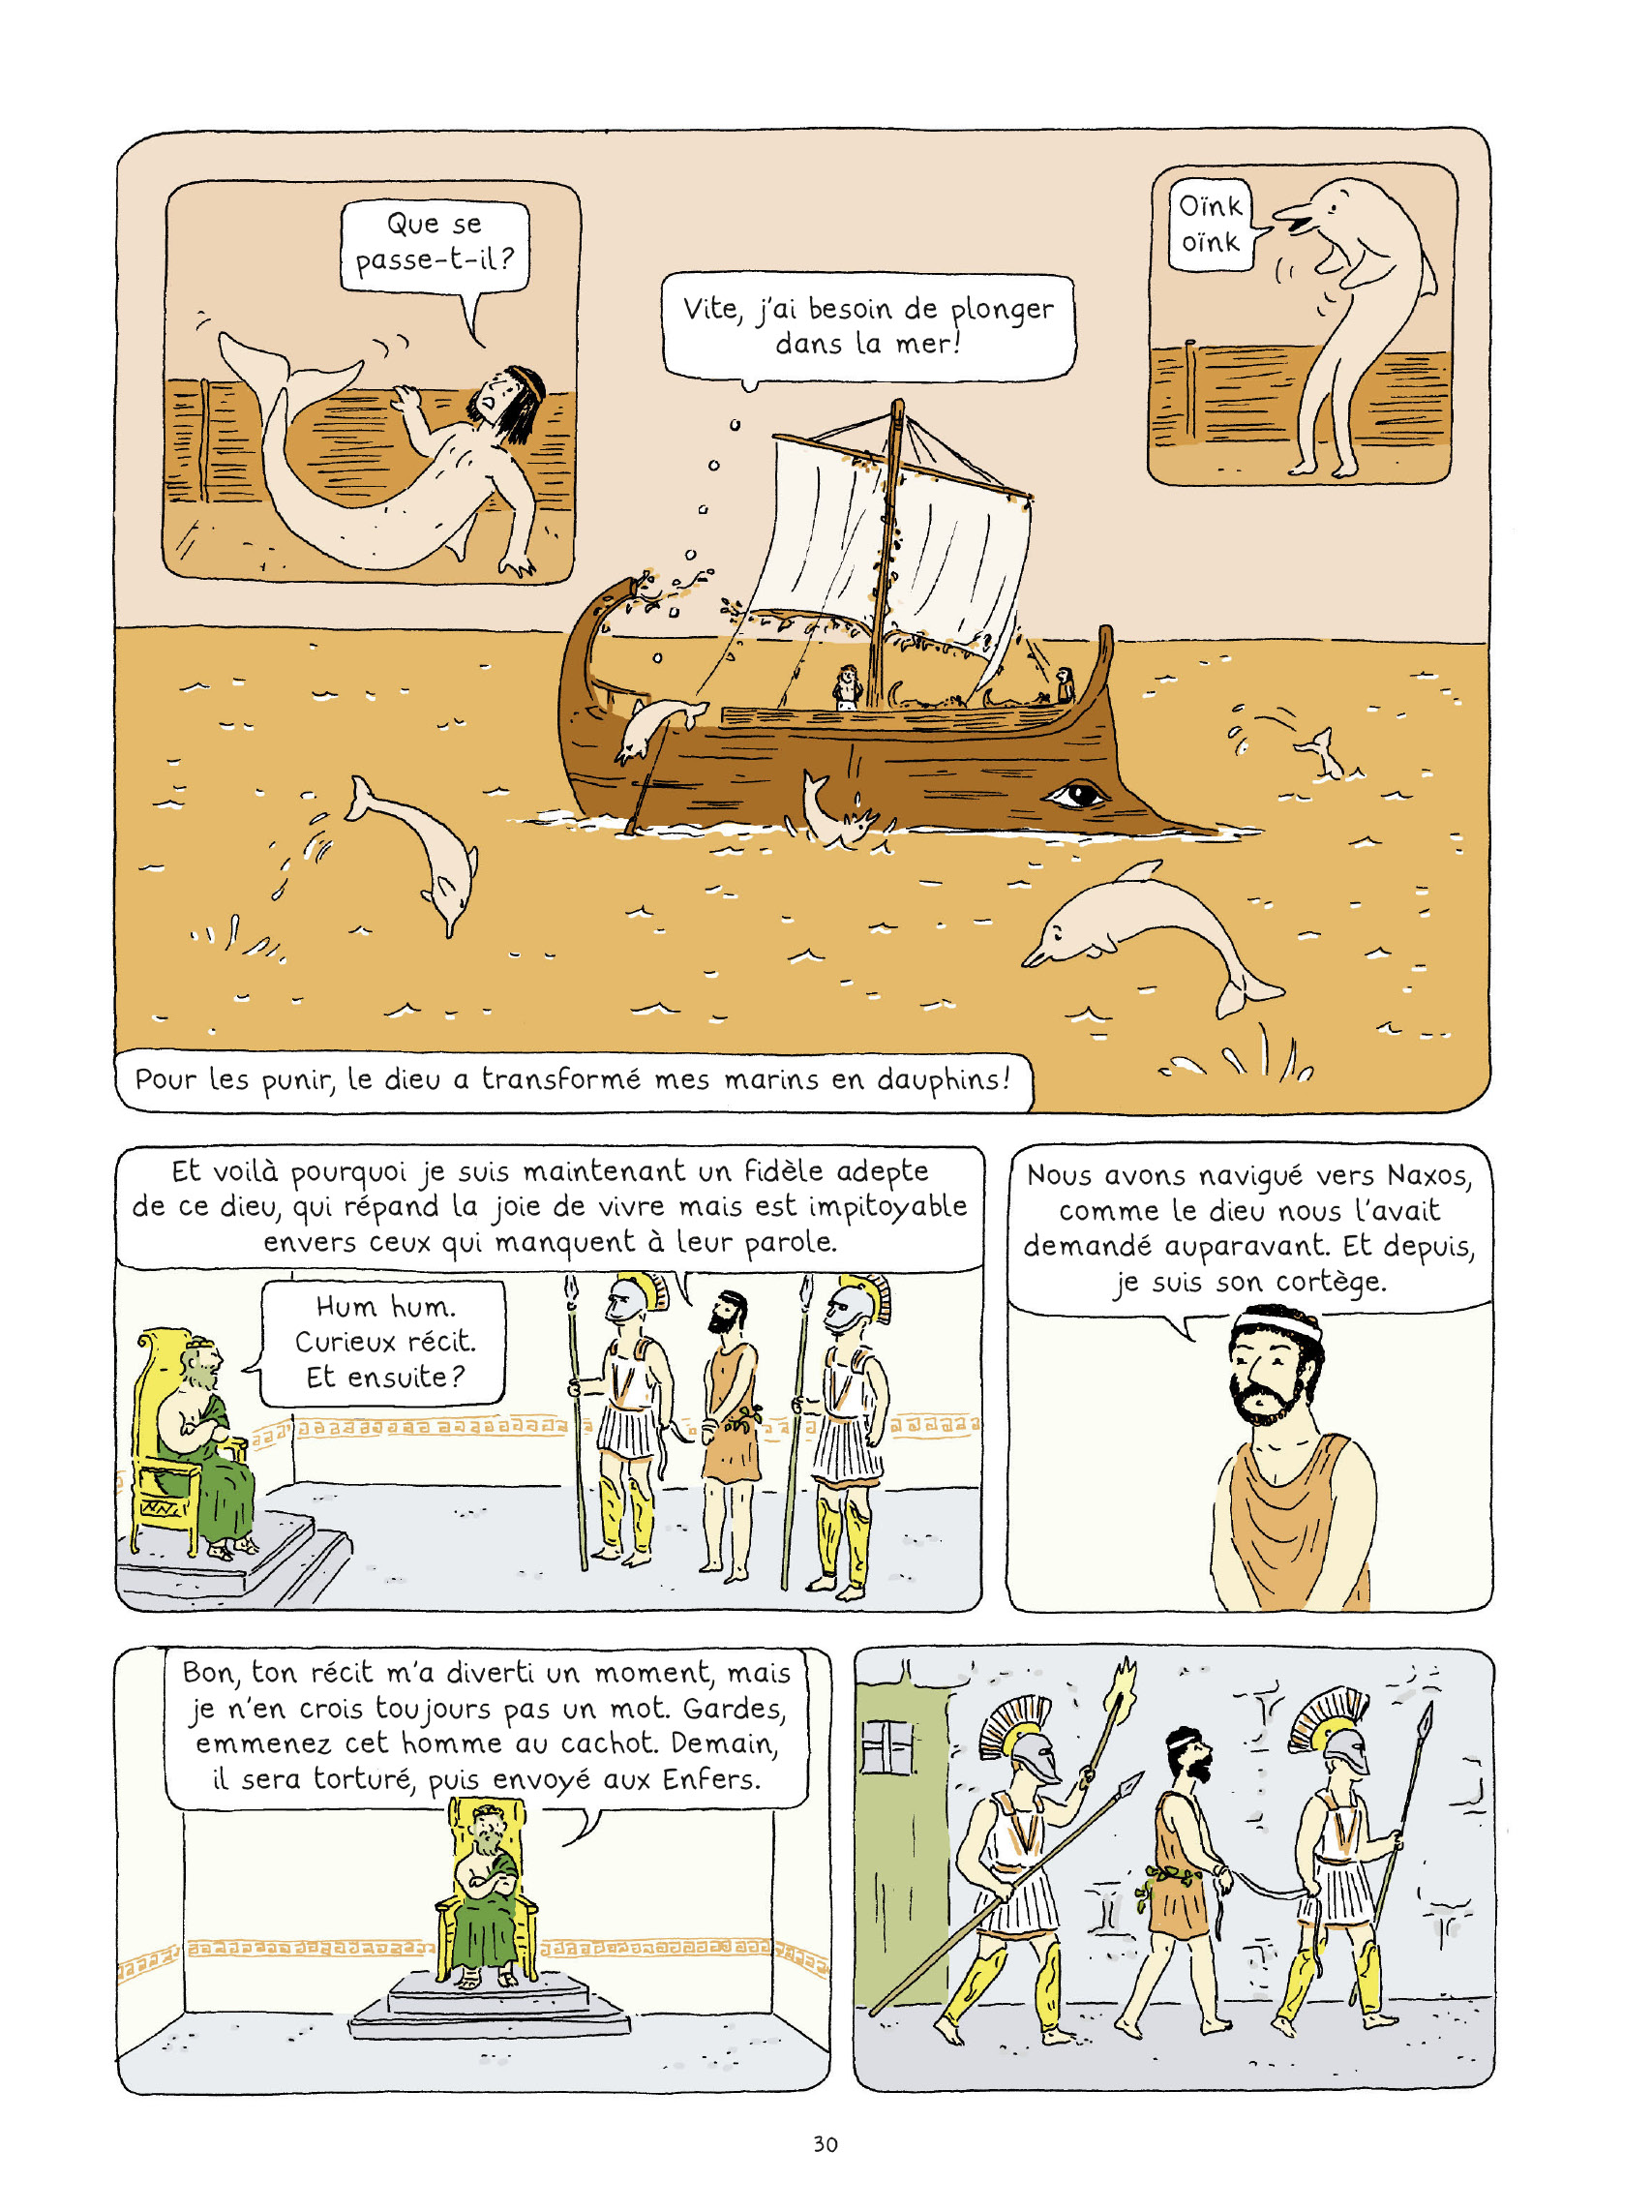 Que se
passe-t-il?
Vite, j'ai besoin de plonger
dans la mer!
Oïnk
oïnk
Pour les punir, le dieu a transformé mes marins en dauphins!
Et voilà pourquoi je suis maintenant un fidèle adepte
de ce dieu, qui répand la joie de vivre mais est impitoyable
envers ceux qui manquent à leur parole.
Hum hum.
Curieux récit.
Et ensuite?
Nous avons navigué vers Naxos,
comme le dieu nous l'avait
demandé auparavant. Et depuis,
je suis son cortège.
Bon, ton récit m'a diverti un moment, mais
je n'en crois toujours pas un mot. Gardes,
emmenez cet homme au cachot. Demain,
il sera torturé, puis envoyé aux Enfers.
30